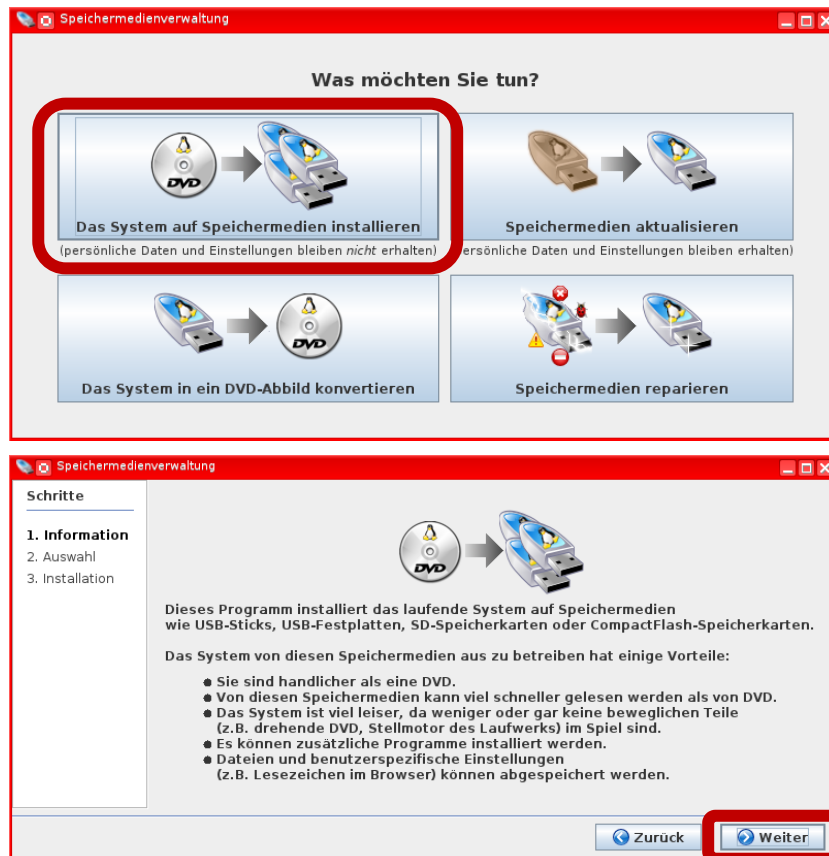 Speichermedienverwaltung
Was möchten Sie tun?
DVD
Das System auf Speichermedien installieren
(persönliche Daten und Einstellungen bleiben nicht erhalten)
Speichermedien aktualisieren
ersönliche Daten und Einstellungen bleiben erhalten)
DVD
Das System in ein DVD-Abbild konvertieren
Speichermedien reparieren
Speichermedienverwaltung
Schritte
1. Information
2. Auswahl
3. Installation
DVD
Dieses Programm installiert das laufende System auf Speichermedien
wie USB-Sticks, USB-Festplatten, SD-Speicherkarten oder CompactFlash-Speicherkarten.
Das System von diesen Speichermedien aus zu betreiben hat einige Vorteile:
● Sie sind handlicher als eine DVD.
● Von diesen Speichermedien kann viel schneller gelesen werden als von DVD.
● Das System ist viel leiser, da weniger oder gar keine beweglichen Teile
(z.B. drehende DVD, Stellmotor des Laufwerks) im Spiel sind.
● Es können zusätzliche Programme installiert werden.
● Dateien und benutzerspezifische Einstellungen
(z.B. Lesezeichen im Browser) können abgespeichert werden.
Zurück
Weiter